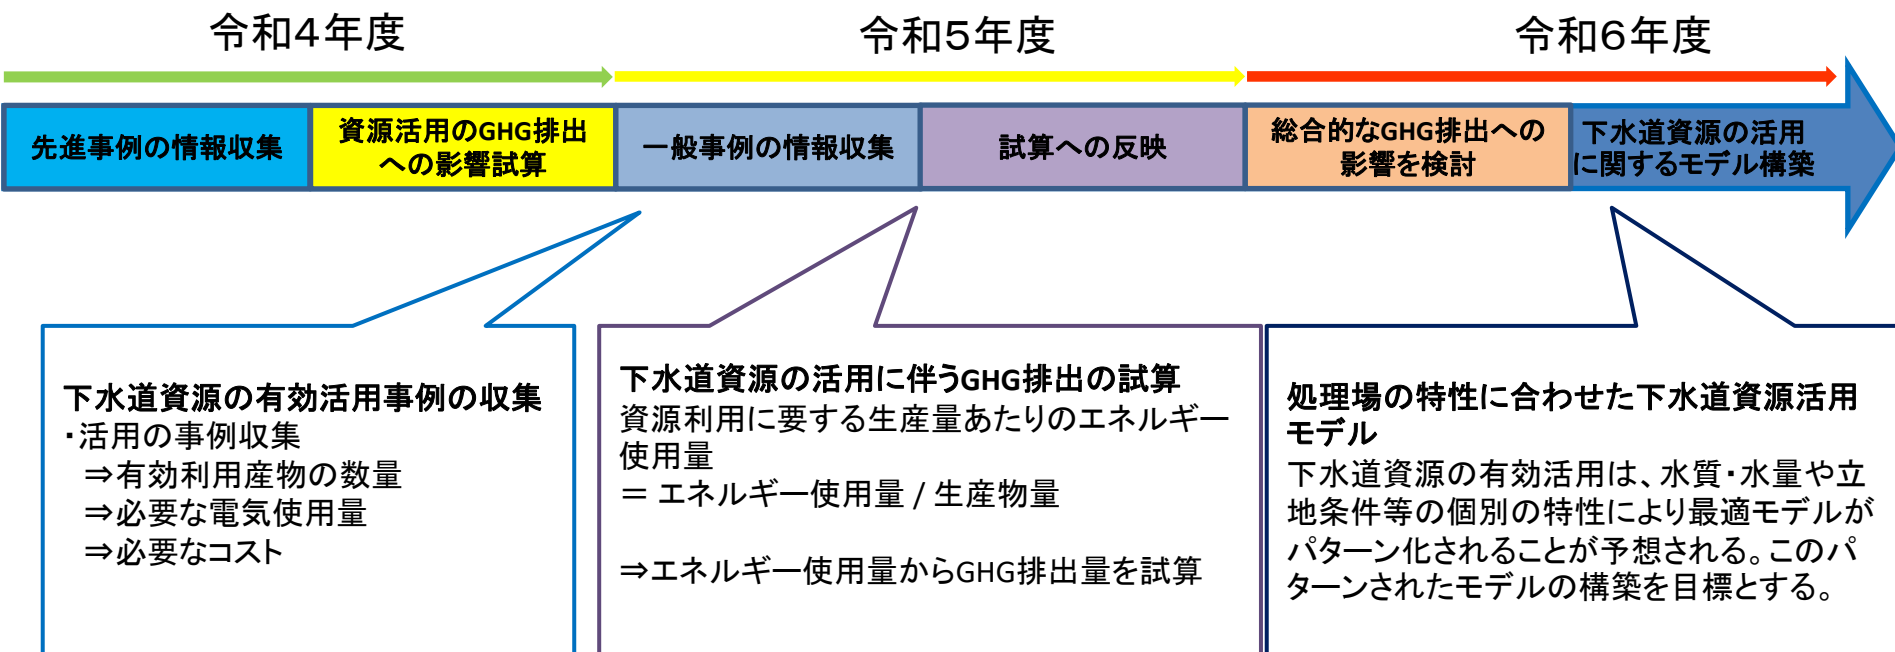 令和4年度
令和5年度
令和6年度
先進事例の情報収集
資源活用のGHG排出
への影響試算
一般事例の情報収集
試算への反映
総合的なGHG排出への
影響を検討
下水道資源の活用
に関するモデル構築
下水道資源の有効活用事例の収集
・活用の事例収集
⇒有効利用産物の数量
⇒必要な電気使用量
⇒必要なコスト
下水道資源の活用に伴うGHG排出の試算
資源利用に要する生産量あたりのエネルギー
使用量
＝ エネルギー使用量 / 生産物量
⇒エネルギー使用量からGHG排出量を試算
処理場の特性に合わせた下水道資源活用
モデル
下水道資源の有効活用は、水質・水量や立
地条件等の個別の特性により最適モデルが
パターン化されることが予想される。このパ
ターンされたモデルの構築を目標とする。